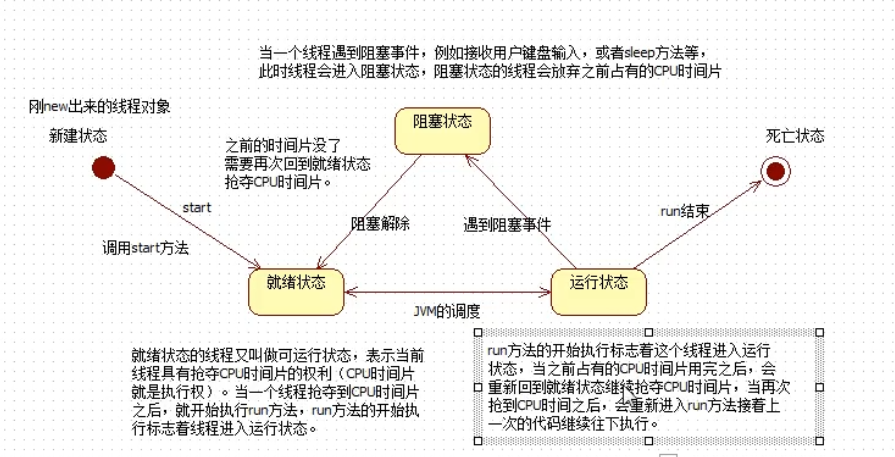 当一个线程遇到阻塞事件，例如接收用户键盘输入，或者sleep方法等，
此时线程会进入阻塞状态，阻塞状态的线程会放弃之前占有的CPU时间片
刚new出来的线程对象
新建状态
阻塞状态
死亡状态
之前的时间片没了
需要再次回到就绪状态
抢夺CPU时间片。
start
run结束
阻塞解除
遇到阻塞事件
调用start方法
就绪状态
运行状态
JVM的调度
就绪状态的线程又叫做可运行状态，表示当前
线程具有抢夺CPU时间片的权利（CPU时间片
就是执行权）。当一个线程抢夺到CPU时间片
之后，就开始执行run方法，run方法的开始执
行标志着线程进入运行状态。
run方法的开始执行标志着这个线程进入运行
状态，当之前占有的CPU时间片用完之后，会
重新回到就绪状态继续抢夺CPU时间片，当再次
抢到CPU时间之后，会重新进入run方法接着上
一次的代码继续往下执行。